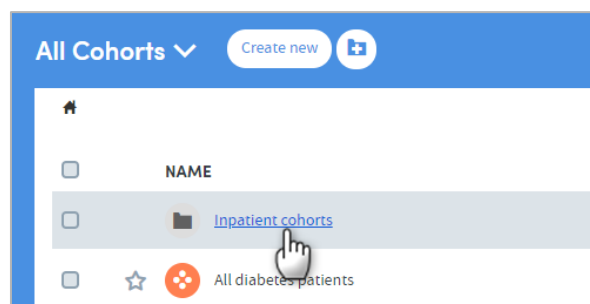 All Cohorts Create new
NAME
Inpatient cohorts
All diabetes patients